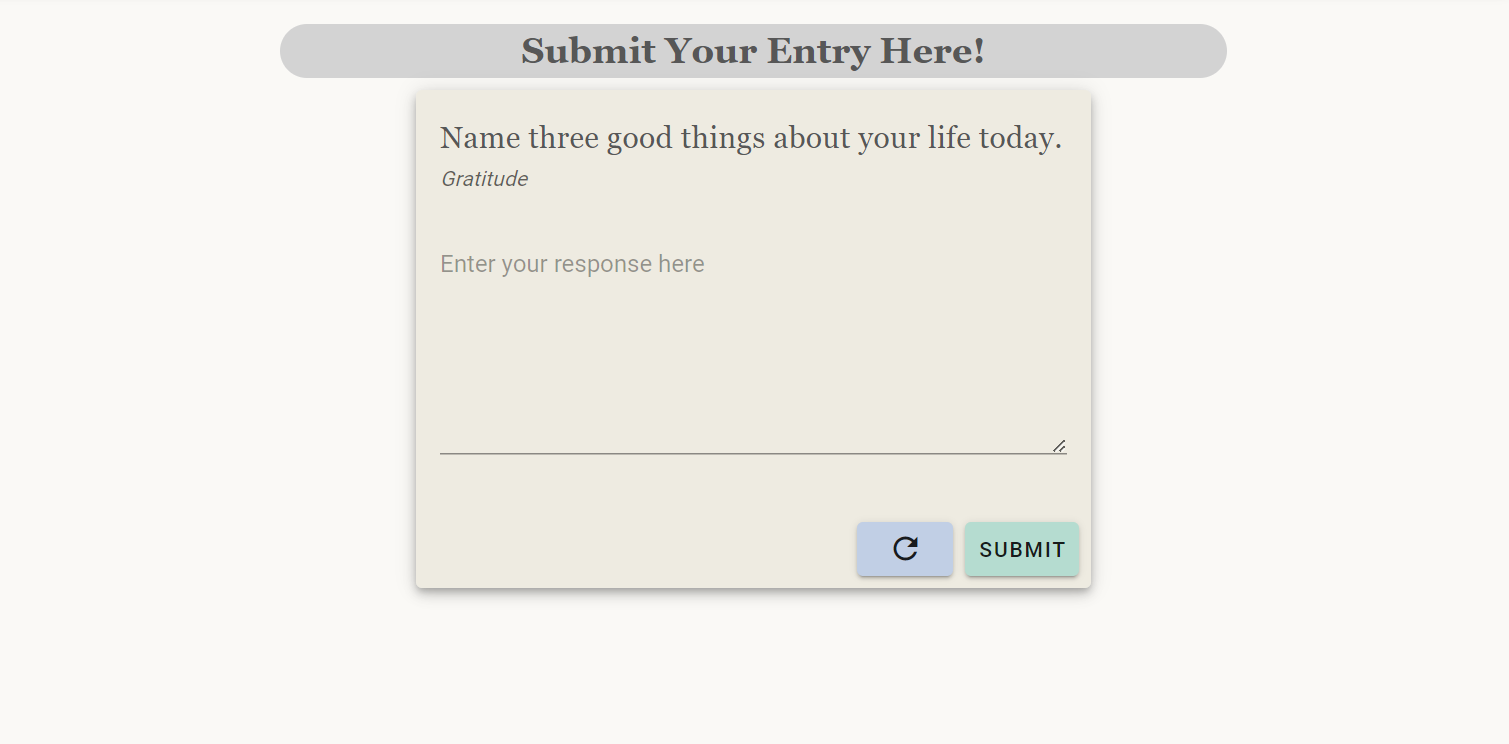 Submit Your Entry Here!
Name three good things about your life today.
Gratitude
Enter your response here
SUBMIT